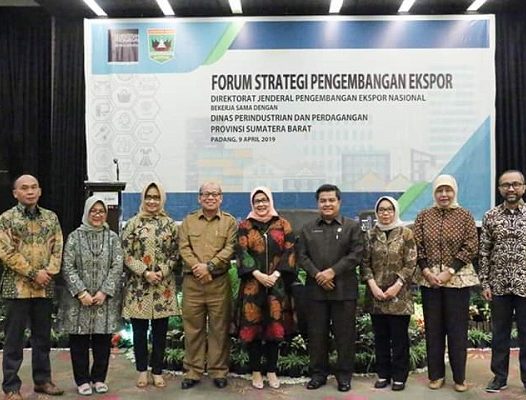 FORUM STRATEGI PENGEMBANGAN EKSPOR
DIREKTORAT JENDERAL PENGEMBANGAN EKSPOR NASIONAL
BEKERJA SAMA DENGAN
DINAS PERINDUSTRIAN DAN PERDAGANGAN
PROVINSI SUMATERA BARAT
PADANG, 9 APRIL 2019